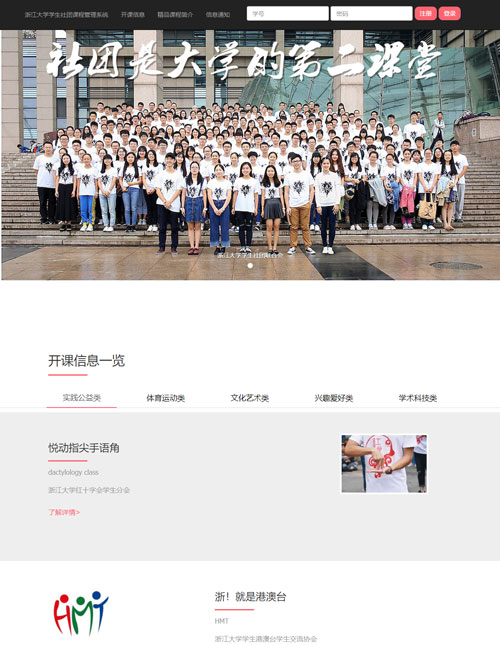 浙江大学学生社团课程管理系统 开课信息 精品课程简介 信息通知 学号 密码 注册 登录
社团是大学的第二课堂
浙江大学学生社团联合会
开课信息一览
实践公益类 体育运动类 文化艺术类 兴趣爱好类 学术科技类
悦动指尖手语角
dactylology class
浙江大学红十字会学生分会
了解详情>
HMT
浙！就是港澳台
HMT
浙江大学学生港澳台学生交流协会